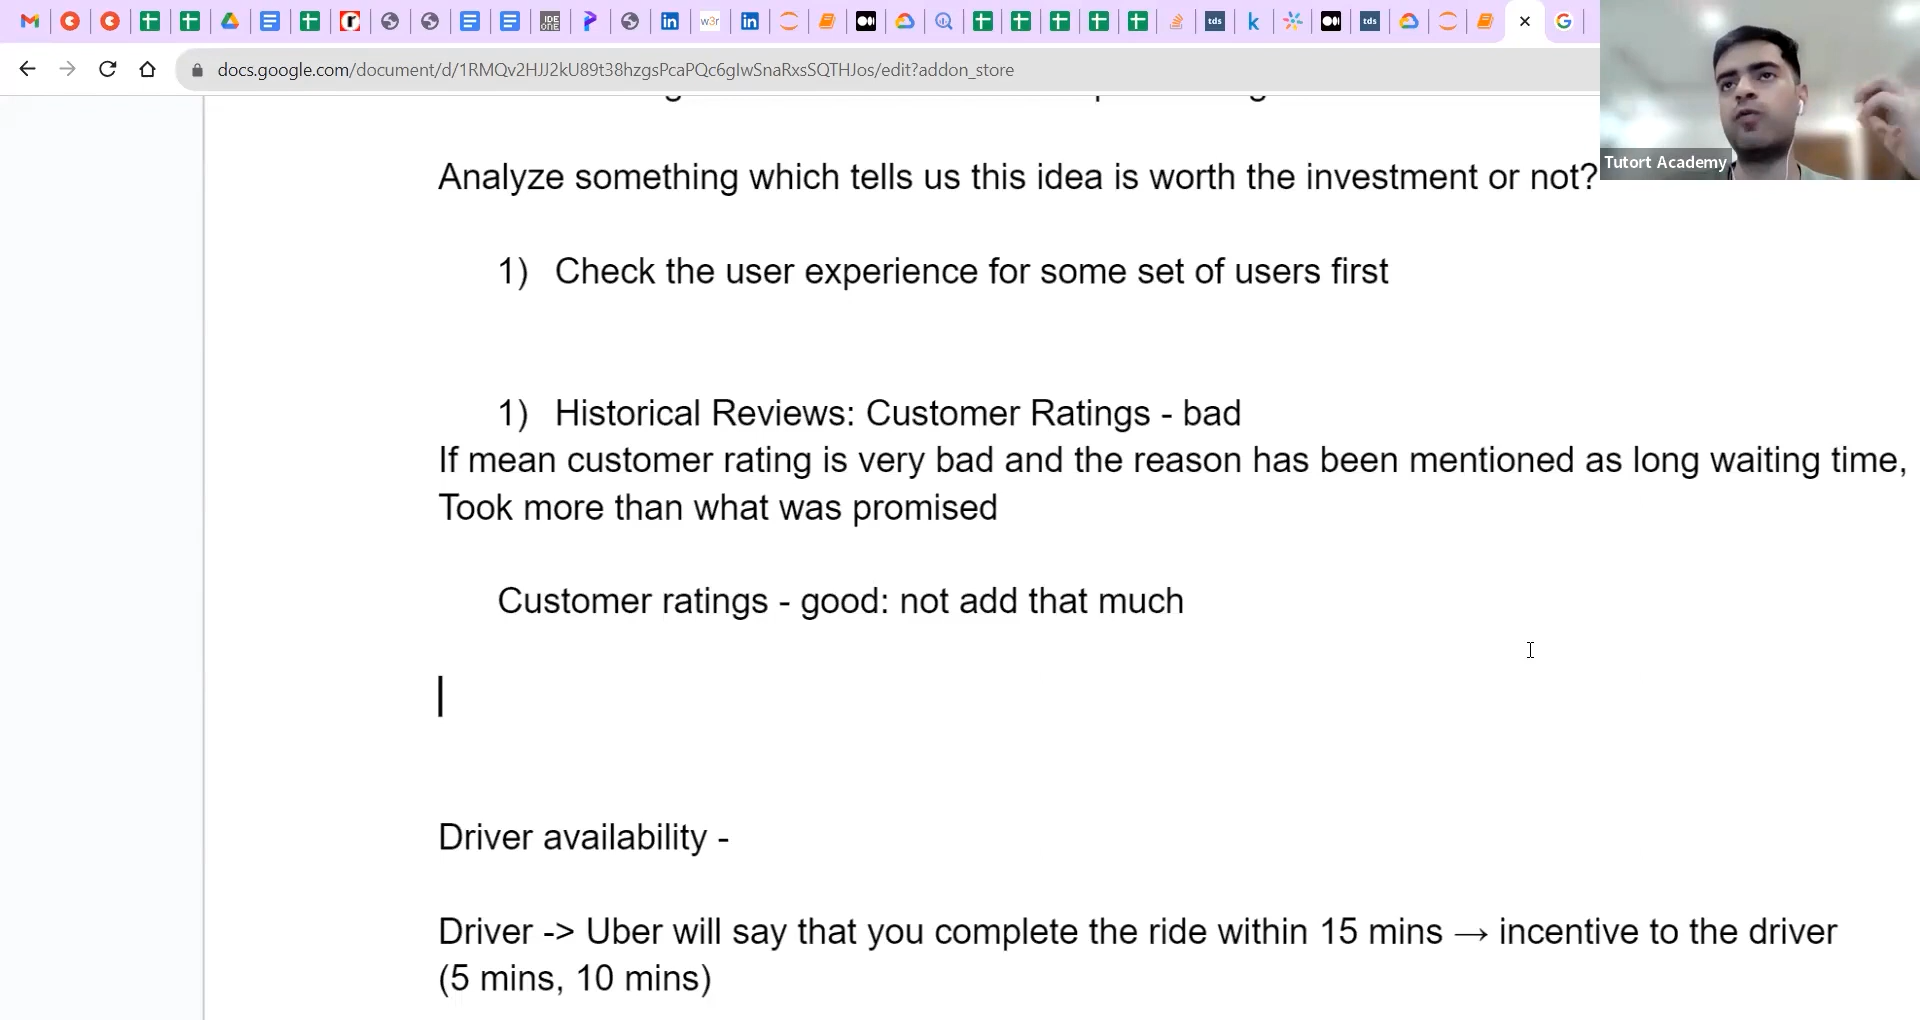 docs.google.com/document/d/1RMQv2HJJ2kU89t38hzgsPcaPQc6glwSnaRxsSQTHJos/edit?addon_store
Tutort Academy
Analyze something which tells us this idea is worth the investment or not?
1) Check the user experience for some set of users first
1) Historical Reviews: Customer Ratings - bad
If mean customer rating is very bad and the reason has been mentioned as long waiting time,
Took more than what was promised
Customer ratings - good: not add that much
Driver availability -
Driver -> Uber will say that you complete the ride within 15 mins → incentive to the driver
(5 mins, 10 mins)